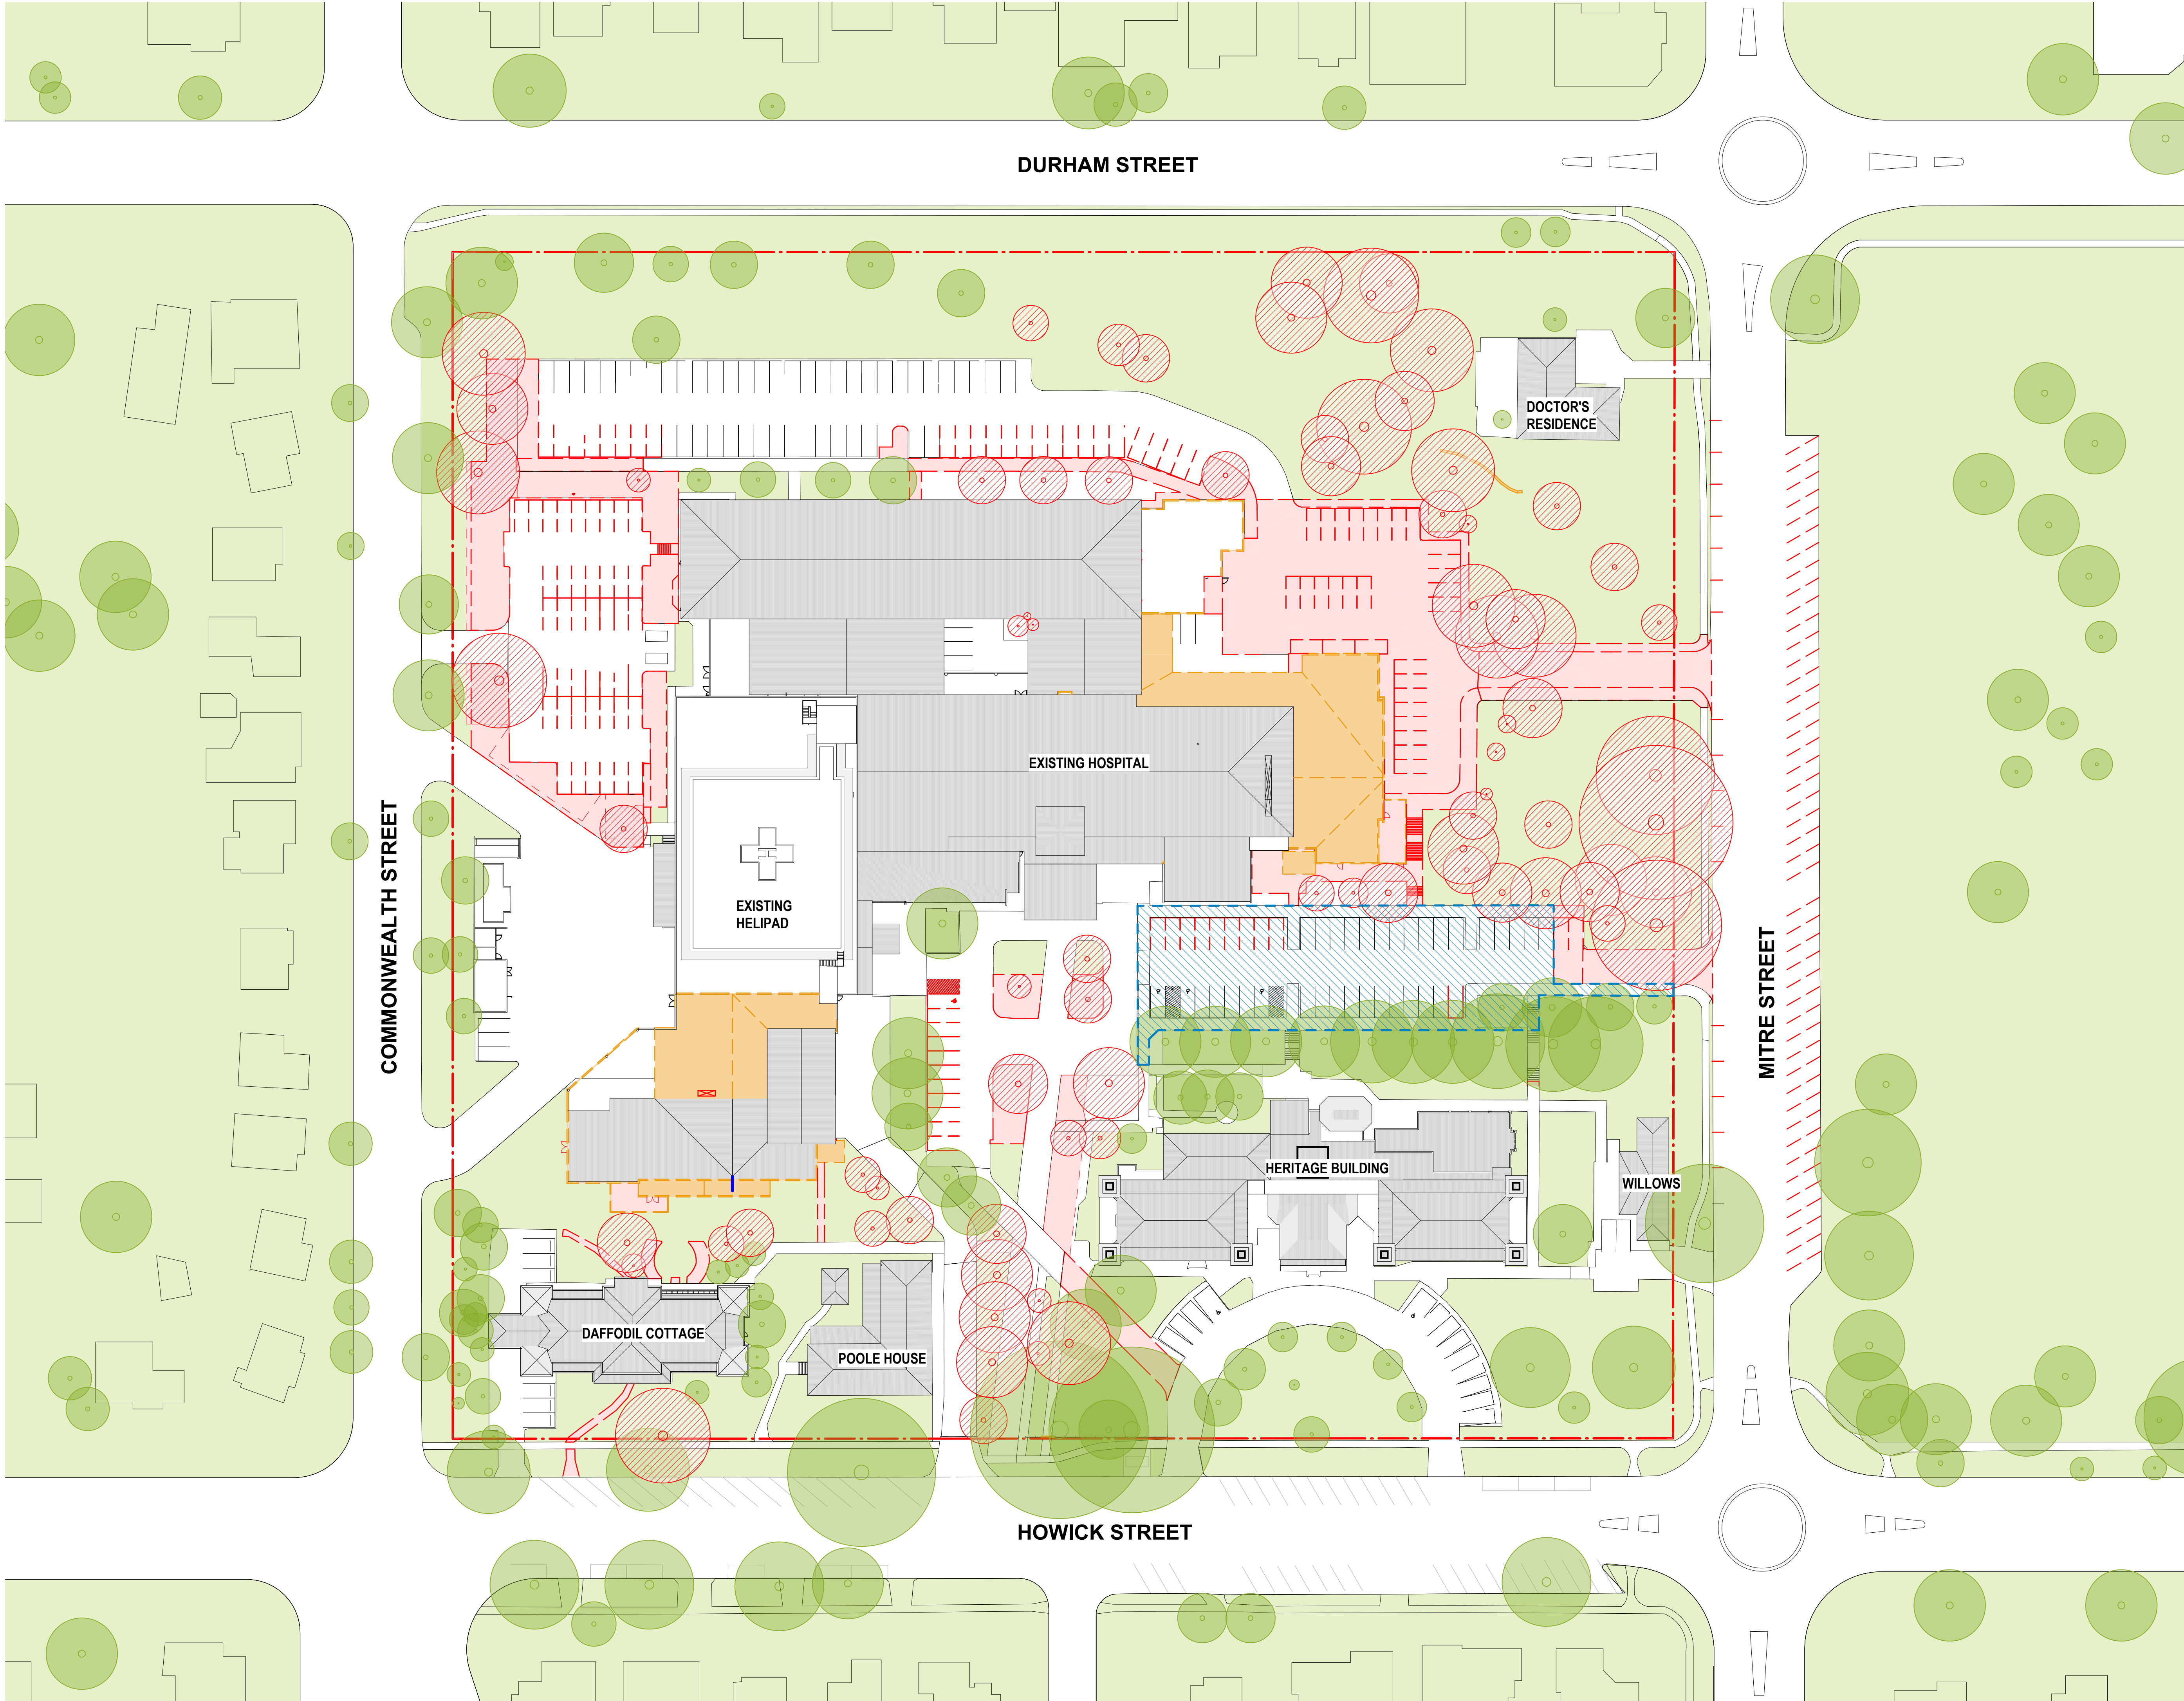 DURHAM STREET
DOCTOR'S
RESIDENCE
EXISTING HOSPITAL
EXISTING
HELIPAD
H
COMMONWEALTH STREET
MITRE STREET
HERITAGE BUILDING
WILLOWS
DAFFODIL COTTAGE
POOLE HOUSE
HOWICK STREET